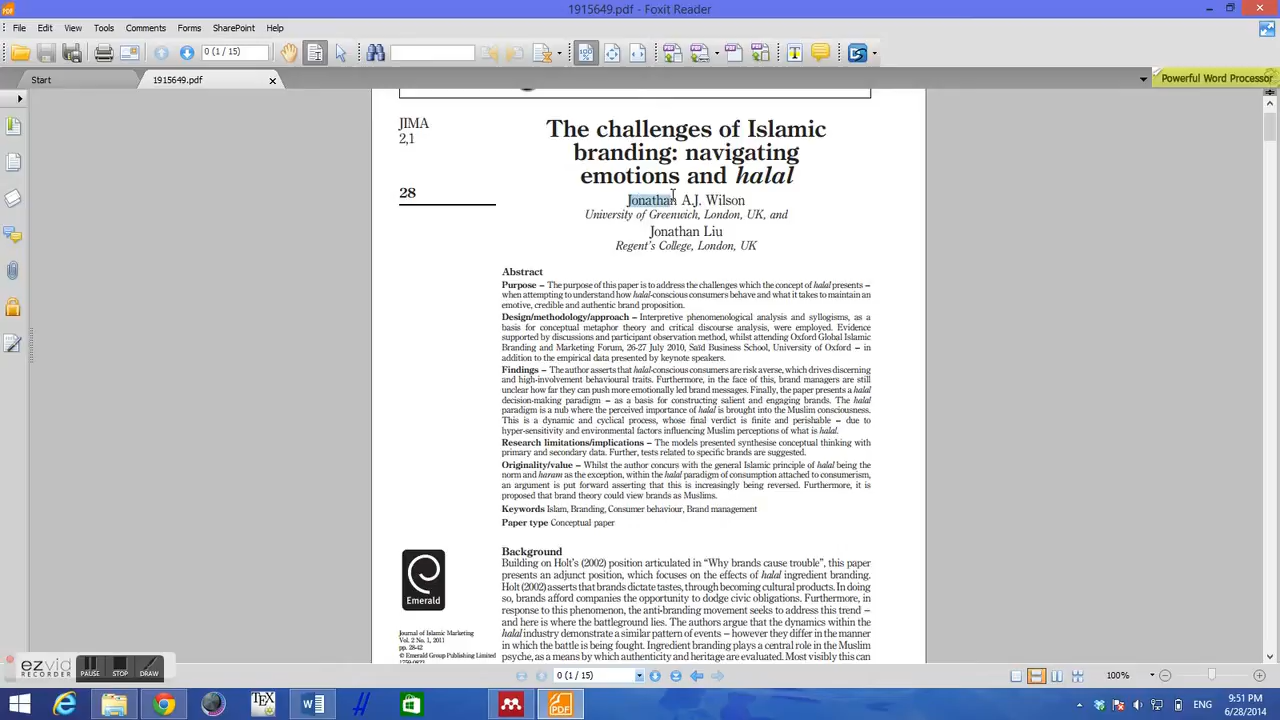 1915649.pdf - Foxit Reader
File Edit View Tools Comments Forms SharePoint Help
0 (1 / 15)
Start
1915649.pdf
Powerful Word Processor
JIMA
2,1
28
The challenges of Islamic
branding: navigating
emotions and halal
Jonathan A.J. Wilson
University of Greenwich, London, UK, and
Jonathan Liu
Regent's College, London, UK
Abstract
Purpose – The purpose of this paper is to address the challenges which the concept of halal presents –
when attempting to understand how halal-conscious consumers behave and what it takes to maintain an
emotive, credible and authentic brand proposition.
Design/methodology/approach – Interpretive phenomenological analysis and syllogisms, as a
basis for conceptual metaphor theory and critical discourse analysis, were employed. Evidence
supported by discussions and participant observation method, whilst attending Oxford Global Islamic
Branding and Marketing Forum, 26-27 July 2010, Saïd Business School, University of Oxford – in
addition to the empirical data presented by keynote speakers.
Findings – The author asserts that halal-conscious consumers are risk averse, which drives discerning
and high-involvement behavioural traits. Furthermore, in the face of this, brand managers are still
unclear how far they can push more emotionally led brand messages. Finally, the paper presents a halal
decision-making paradigm – as a basis for constructing salient and engaging brands. The halal
paradigm is a nub where the perceived importance of halal is brought into the Muslim consciousness.
This is a dynamic and cyclical process, whose final verdict is finite and perishable – due to
hyper-sensitivity and environmental factors influencing Muslim perceptions of what is halal.
Research limitations/implications – The models presented synthesise conceptual thinking with
primary and secondary data. Further, tests related to specific brands are suggested.
Originality/value – Whilst the author concurs with the general Islamic principle of halal being the
norm and haram as the exception, within the halal paradigm of consumption attached to consumerism,
an argument is put forward asserting that this is increasingly being reversed. Furthermore, it is
proposed that brand theory could view brands as Muslims.
Keywords Islam, Branding, Consumer behaviour, Brand management
Paper type Conceptual paper
Background
Building on Holt's (2002) position articulated in "Why brands cause trouble", this paper
presents an adjunct position, which focuses on the effects of halal ingredient branding.
Holt (2002) asserts that brands dictate tastes, through becoming cultural products. In doing
so, brands afford companies the opportunity to dodge civic obligations. Furthermore, in
response to this phenomenon, the anti-branding movement seeks to address this trend –
and here is where the battleground lies. The authors argue that the dynamics within the
halal industry demonstrate a similar pattern of events – however they differ in the manner
in which the battle is being fought. Ingredient branding plays a central role in the Muslim
psyche, as a means by which authenticity and heritage are evaluated. Most visibly this can
Emerald
Journal of Islamic Marketing
Vol. 2 No. 1, 2011
pp. 28-42
© Emerald Group Publishing Limited
ezvid
RECORDER
PAUSE STOP DRAW
0 (1 / 15)
100%
9:51 PM
6/28/2014